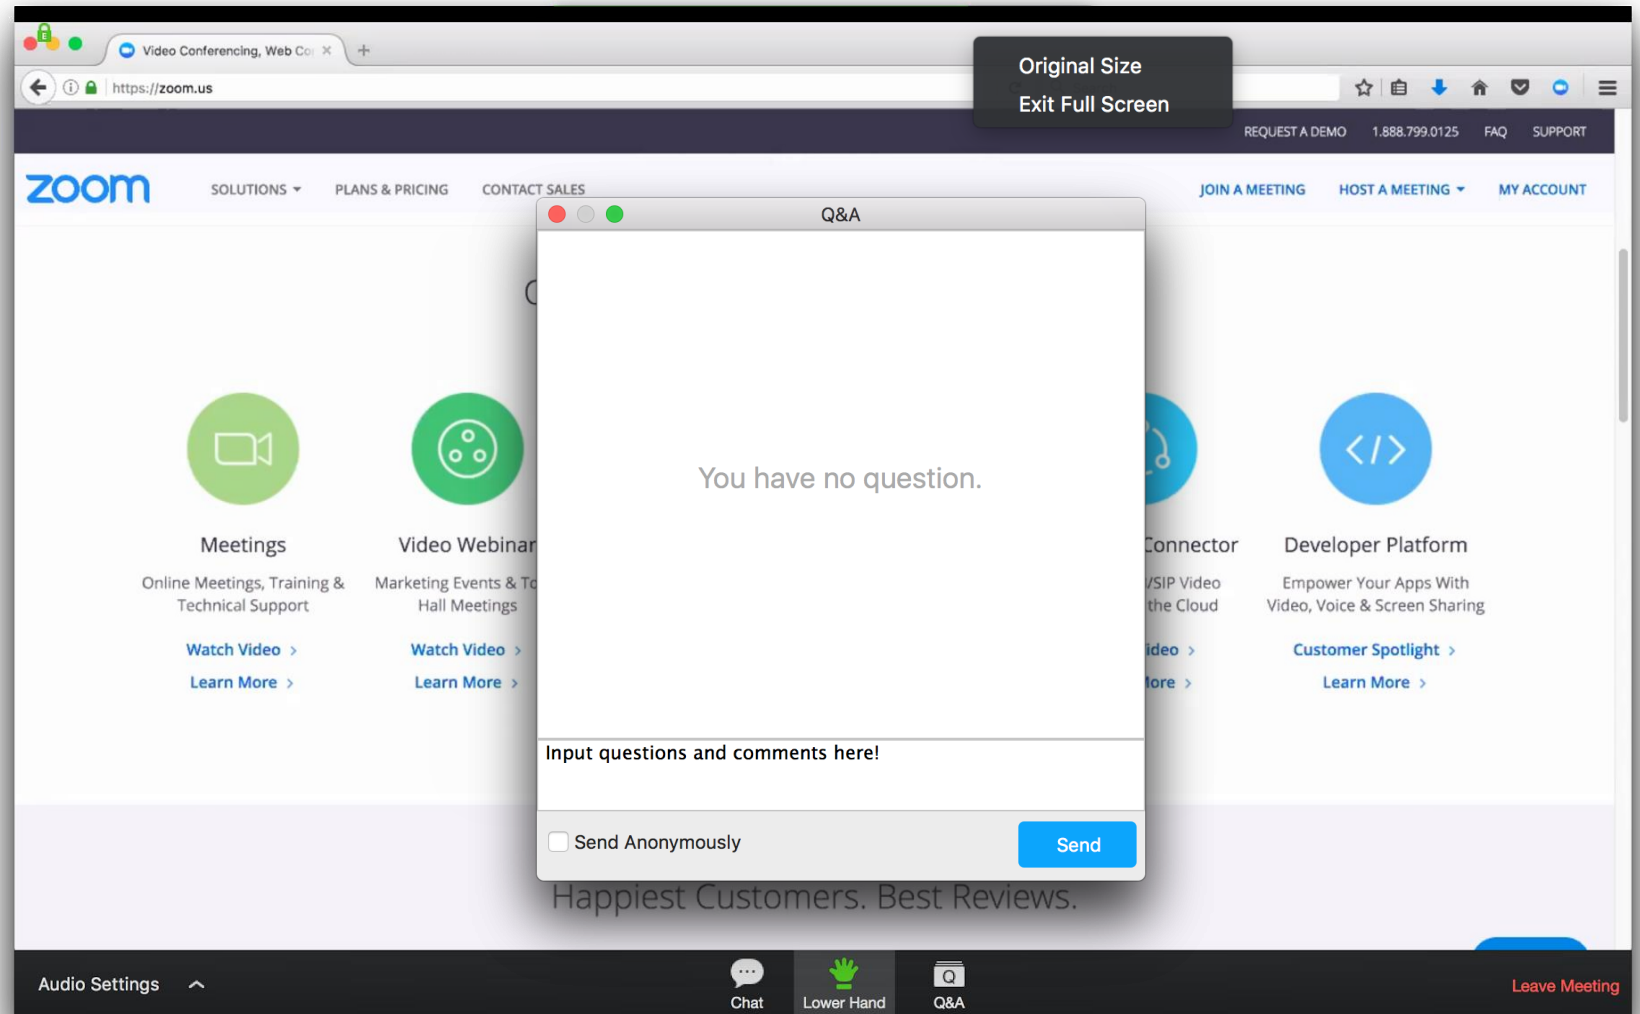 Video Conferencing, Web Co
https://zoom.us
Original Size
Exit Full Screen
REQUEST A DEMO 1.888.799.0125 FAQ SUPPORT
zoom SOLUTIONS PLANS & PRICING CONTACT SALES JOIN A MEETING HOST A MEETING MY ACCOUNT
Q&A
You have no question.
Meetings
Online Meetings, Training &
Technical Support
Watch Video >
Learn More >
Video Webinar
Marketing Events & To
Hall Meetings
Watch Video >
Learn More >
Connector
/SIP Video
the Cloud
ideo >
More >
Developer Platform
Empower Your Apps With
Video, Voice & Screen Sharing
Customer Spotlight >
Learn More >
Input questions and comments here!
Send Anonymously
Send
Happiest Customers. Best Reviews.
Audio Settings
Chat
Lower Hand
Q
Q&A
Leave Meeting